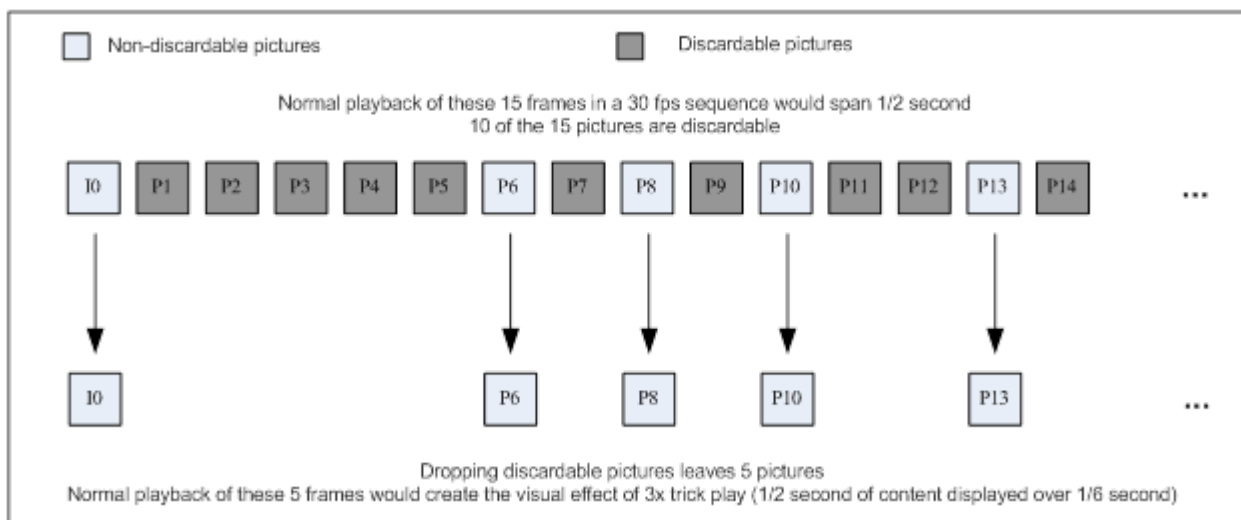 Non-discardable pictures Discardable pictures
Normal playback of these 15 frames in a 30 fps sequence would span 1/2 second
10 of the 15 pictures are discardable
I0 P1 P2 P3 P4 P5 P6 P7 P8 P9 P10 P11 P12 P13 P14 ...
I0 P6 P8 P10 P13 ...
Dropping discardable pictures leaves 5 pictures
Normal playback of these 5 frames would create the visual effect of 3x trick play (1/2 second of content displayed over 1/6 second)